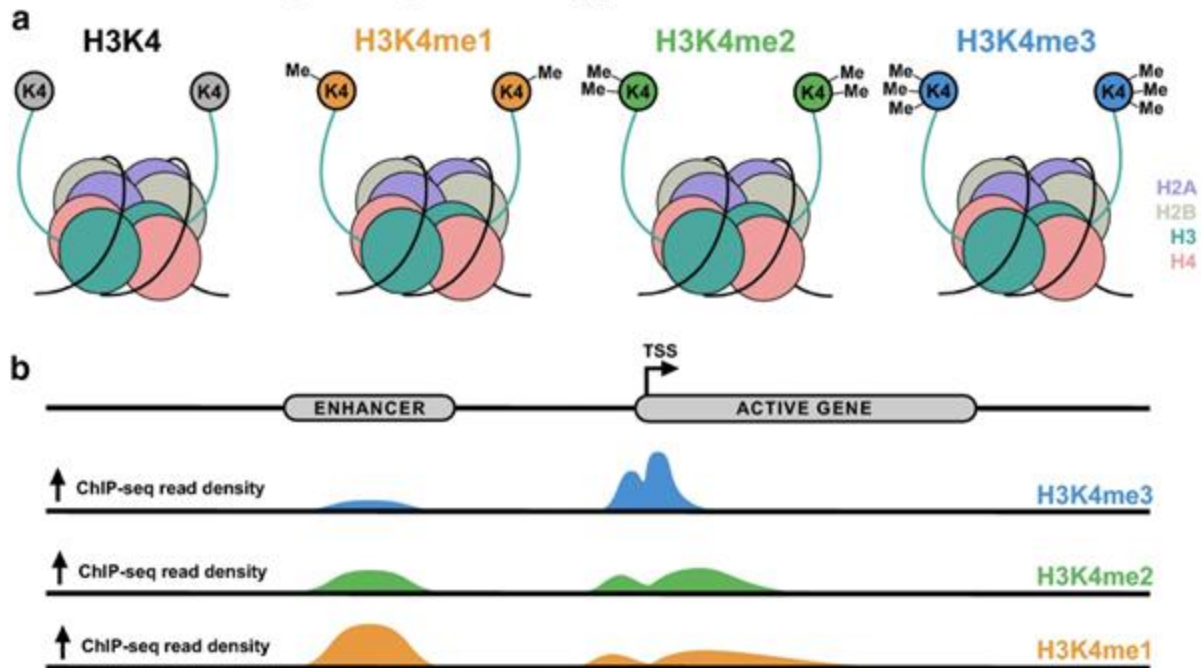 a
H3K4 H3K4me1 H3K4me2 H3K4me3
K4 K4 Me K4 K4 Me Me Me K4 K4 Me Me Me Me Me K4 K4 Me Me Me
H2A
H2B
H3
H4
b
TSS
ENHANCER ACTIVE GENE
ChIP-seq read density H3K4me3
ChIP-seq read density H3K4me2
ChIP-seq read density H3K4me1